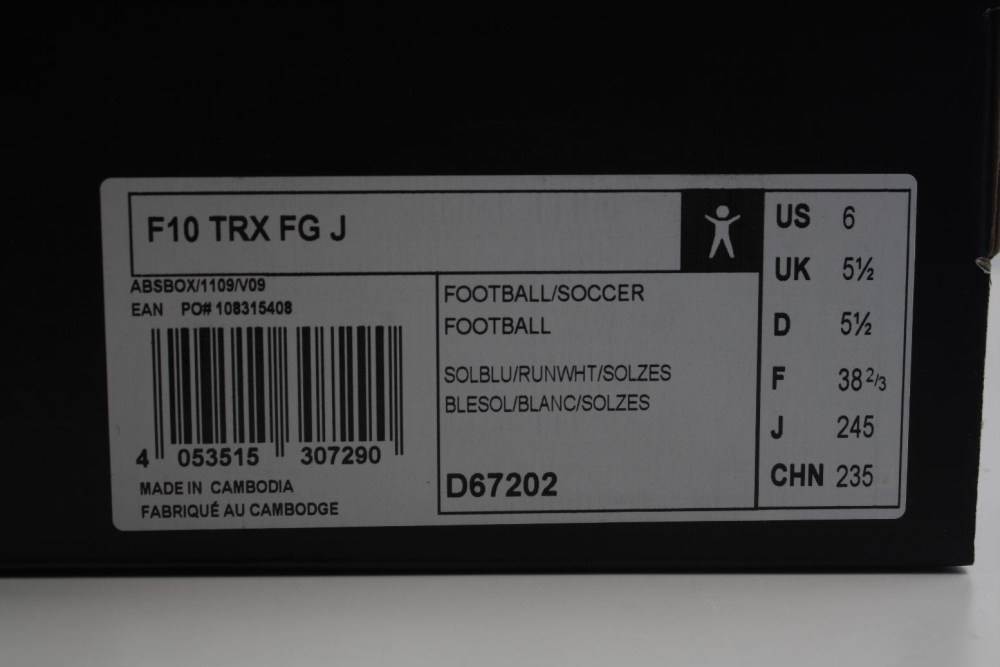 F10 TRX FG J
ABSBOX/1109/V09
EAN PO# 108315408
4 053515 307290
MADE IN CAMBODIA
FABRIQUÉ AU CAMBODGE
FOOTBALL/SOCCER
FOOTBALL
SOLBLU/RUNWHT/SOLZES
BLESOL/BLANC/SOLZES
D67202
US 6
UK 5½
D 5½
F 38 2/3
J 245
CHN 235